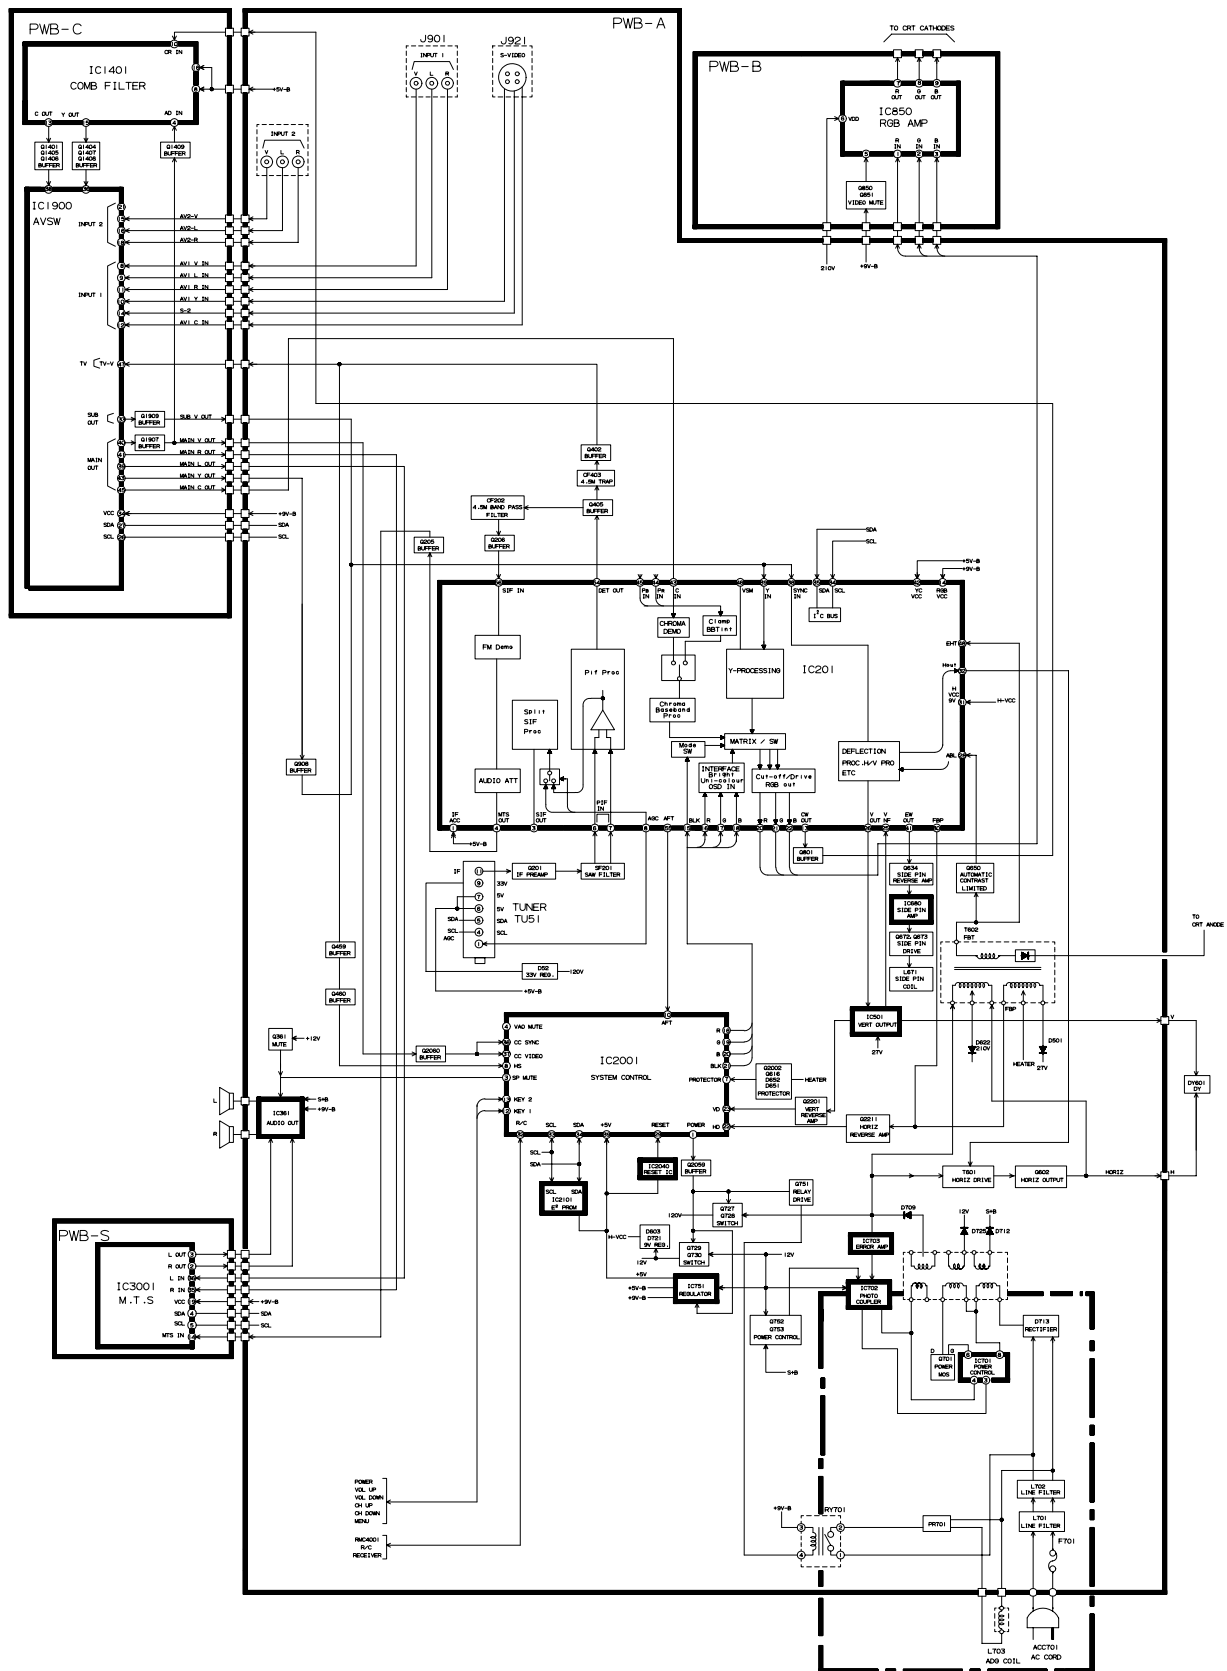 PWB-C
PWB-A
TO CRT CATHODES
J901
INPUT 1
V L R
J921
S-VIDEO
CR IN
IC1401
COMB FILTER
+5V-B
C OUT Y OUT AD IN
PWB-B
R OUT
G OUT
B OUT
IC850
RGB AMP
VDD
R IN
G IN
B IN
Q850
Q851
VIDEO MUTE
210V
+9V-B
INPUT 2
V L R
Q1401
Q1405
Q1406
BUFFER
Q1404
Q1407
Q1408
BUFFER
Q1409
BUFFER
IC1900
AVSW
INPUT 2
AV2-V
AV2-L
AV2-R
INPUT 1
AV1 V IN
AV1 L IN
AV1 R IN
AV1 Y IN
S-2
AV1 C IN
TV
TV-V
SUB
OUT
Q1909
BUFFER
SUB V OUT
Q1907
BUFFER
MAIN V OUT
MAIN R OUT
MAIN L OUT
MAIN Y OUT
MAIN C OUT
MAIN
OUT
VCC
+9V-B
SDA
SDA
SCL
SCL
Q402
BUFFER
CF403
4.5M TRAP
CF202
4.5M BAND PASS
FILTER
Q405
BUFFER
Q205
BUFFER
Q206
BUFFER
SDA
SCL
+5V-B
+9V-B
SIF IN
DET OUT
PB IN
PR IN
C IN
VSM
Y IN
SYNC IN
SDA SCL
YC VCC
RGB VCC
I²C BUS
FM Demo
CHROMA
DEMO
Clamp
BBTint
EHT
Pif Proc
Y-PROCESSING
IC201
Hout
Split
SIF
Proc
Chroma
Baseband
Proc
H
VCC
9V
H-VCC
Mode
SW
MATRIX / SW
DEFLECTION
PROC.H/V PRO
ETC
ABL
AUDIO ATT
INTERFACE
Bright
Uni-colour
OSD IN
Cut-off/Drive
RGB out
Q908
BUFFER
IF
ACC
MTS
OUT
SIF
OUT
PIF
IN
AGC AFT
BLK R G B
R G B
CW
OUT
V
OUT
V
NF
EW
OUT
FBP
+5V-B
Q801
BUFFER
IF
33V
5V
5V
SDA SDA
SCL SCL
AGC
TUNER
TU51
Q201
IF PREAMP
SF201
SAW FILTER
Q634
SIDE PIN
REVERSE AMP
IC680
SIDE PIN
AMP
Q672, Q673
SIDE PIN
DRIVE
L671
SIDE PIN
COIL
Q650
AUTOMATIC
CONTRAST
LIMITED
T602
FBT
TO
CRT ANODE
Q459
BUFFER
D52
33V REG.
120V
+5V-B
Q460
BUFFER
FBP
IC501
VERT OUTPUT
27V
D622
210V
HEATER
D501
27V
V
DY601
DY
Q361
MUTE
+12V
Q2060
BUFFER
AFT
VAD MUTE
CC SYNC
CC VIDEO
HS
SP MUTE
KEY 2
KEY 1
R/C
IC2001
SYSTEM CONTROL
R
G
B
BLK
PROTECTOR
VD
HD
SCL SDA +5V RESET POWER
Q2002
Q616
D652
D651
PROTECTOR
HEATER
Q2201
VERT
REVERSE
AMP
Q2211
HORIZ
REVERSE AMP
L
R
IC361
AUDIO OUT
S+B
+9V-B
SCL
SDA
IC2040
RESET IC
Q2059
BUFFER
SCL SDA
IC2101
E² PROM
T601
HORIZ DRIVE
Q602
HORIZ OUTPUT
HORIZ
H
Q751
RELAY
DRIVE
Q727
Q728
SWITCH
120V
D709
12V
S+B
D725
D712
PWB-S
L OUT
R OUT
L IN
R IN
VCC
SDA
SCL
MTS IN
IC3001
M.T.S
+9V-B
SDA
SCL
H-VCC
D603
D721
9V REG.
12V
Q729
Q730
SWITCH
12V
IC703
ERROR AMP
+5V
+5V-B
+9V-B
IC751
REGULATOR
IC702
PHOTO
COUPLER
Q752
Q753
POWER CONTROL
S+B
D713
RECTIFIER
D G
Q701
POWER
MOS
IC701
POWER
CONTROL
POWER
VOL UP
VOL DOWN
CH UP
CH DOWN
MENU
RMC4001
R/C
RECEIVER
+9V-B
RY701
PR701
L702
LINE FILTER
L701
LINE FILTER
F701
L703
ADG COIL
ACC701
AC CORD